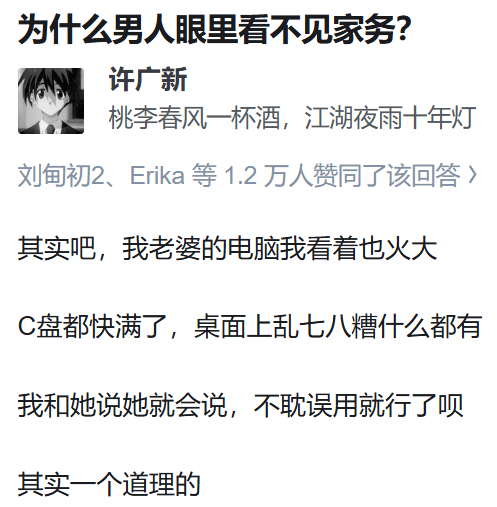 为什么男人眼里看不见家务?
许广新
桃李春风一杯酒，江湖夜雨十年灯
刘甸初2、Erika 等 1.2 万人赞同了该回答 >
其实吧，我老婆的电脑我看着也火大
C盘都快满了，桌面上乱七八糟什么都有
我和她说她就会说，不耽误用就行了呗
其实一个道理的